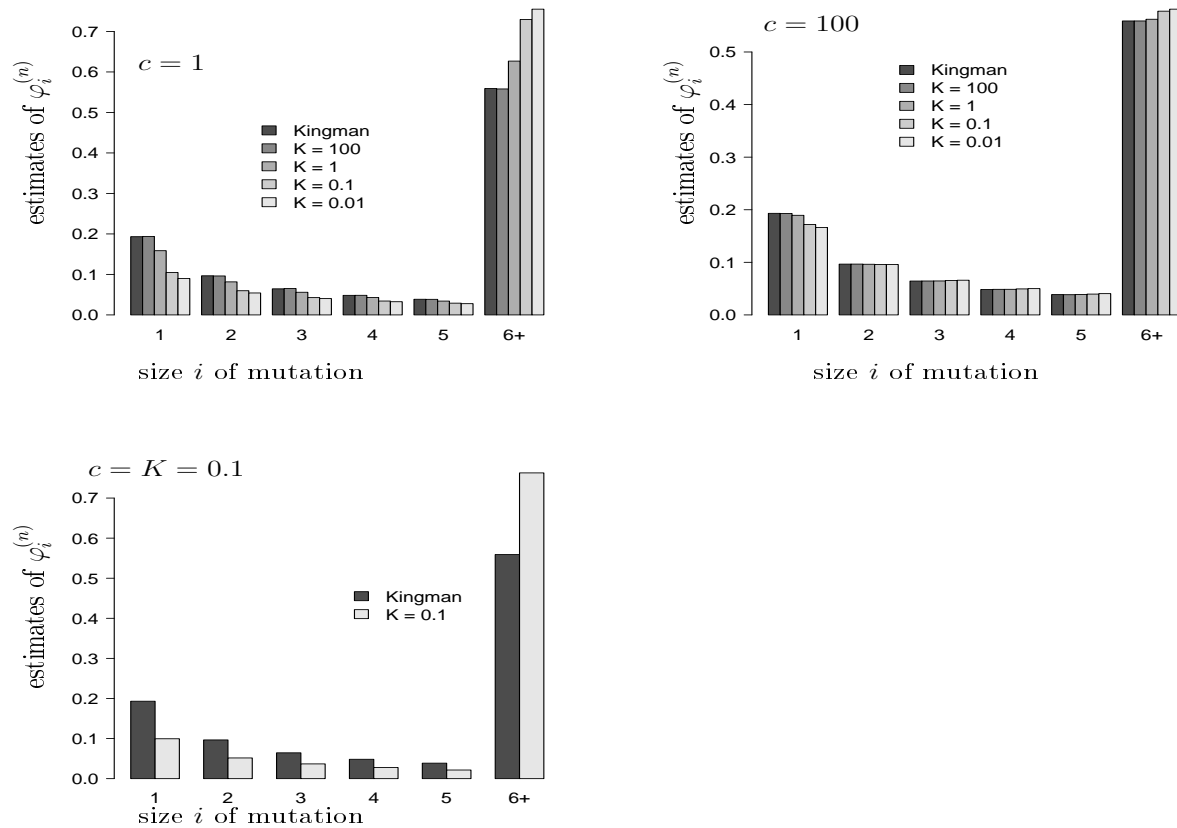 c = 1
estimates of φ_i^(n)
0.7
0.6
0.5
0.4
0.3
0.2
0.1
0.0
Kingman
K = 100
K = 1
K = 0.1
K = 0.01
1 2 3 4 5 6+
size i of mutation
c = 100
estimates of φ_i^(n)
0.5
0.4
0.3
0.2
0.1
0.0
Kingman
K = 100
K = 1
K = 0.1
K = 0.01
1 2 3 4 5 6+
size i of mutation
c = K = 0.1
estimates of φ_i^(n)
0.7
0.6
0.5
0.4
0.3
0.2
0.1
0.0
Kingman
K = 0.1
1 2 3 4 5 6+
size i of mutation